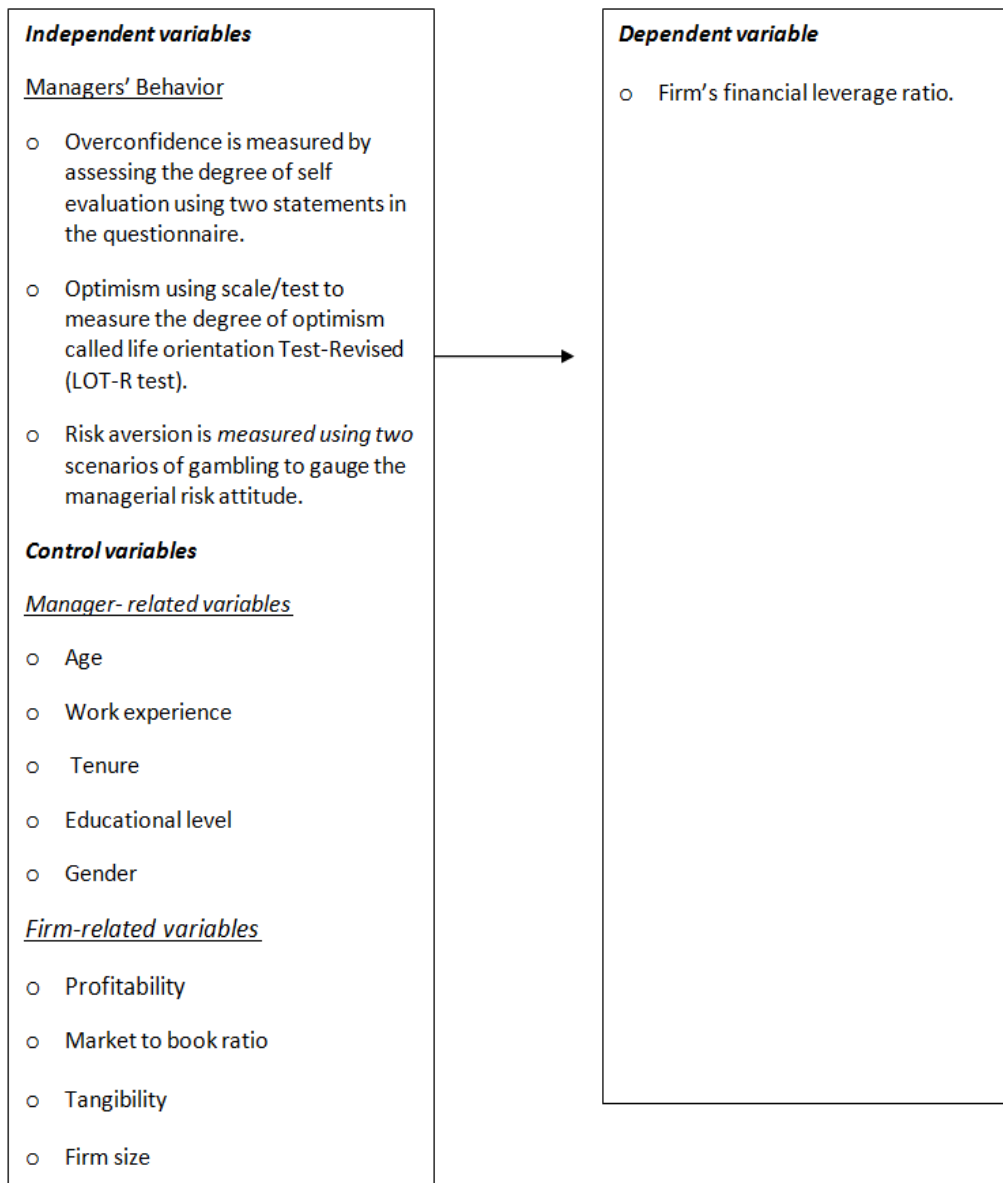 Independent variables
Managers' Behavior
o Overconfidence is measured by
assessing the degree of self
evaluation using two statements in
the questionnaire.
o Optimism using scale/test to
measure the degree of optimism
called life orientation Test-Revised
(LOT-R test).
o Risk aversion is measured using two
scenarios of gambling to gauge the
managerial risk attitude.
Control variables
Manager- related variables
o Age
o Work experience
o Tenure
o Educational level
o Gender
Firm-related variables
o Profitability
o Market to book ratio
o Tangibility
o Firm size
Dependent variable
o Firm's financial leverage ratio.